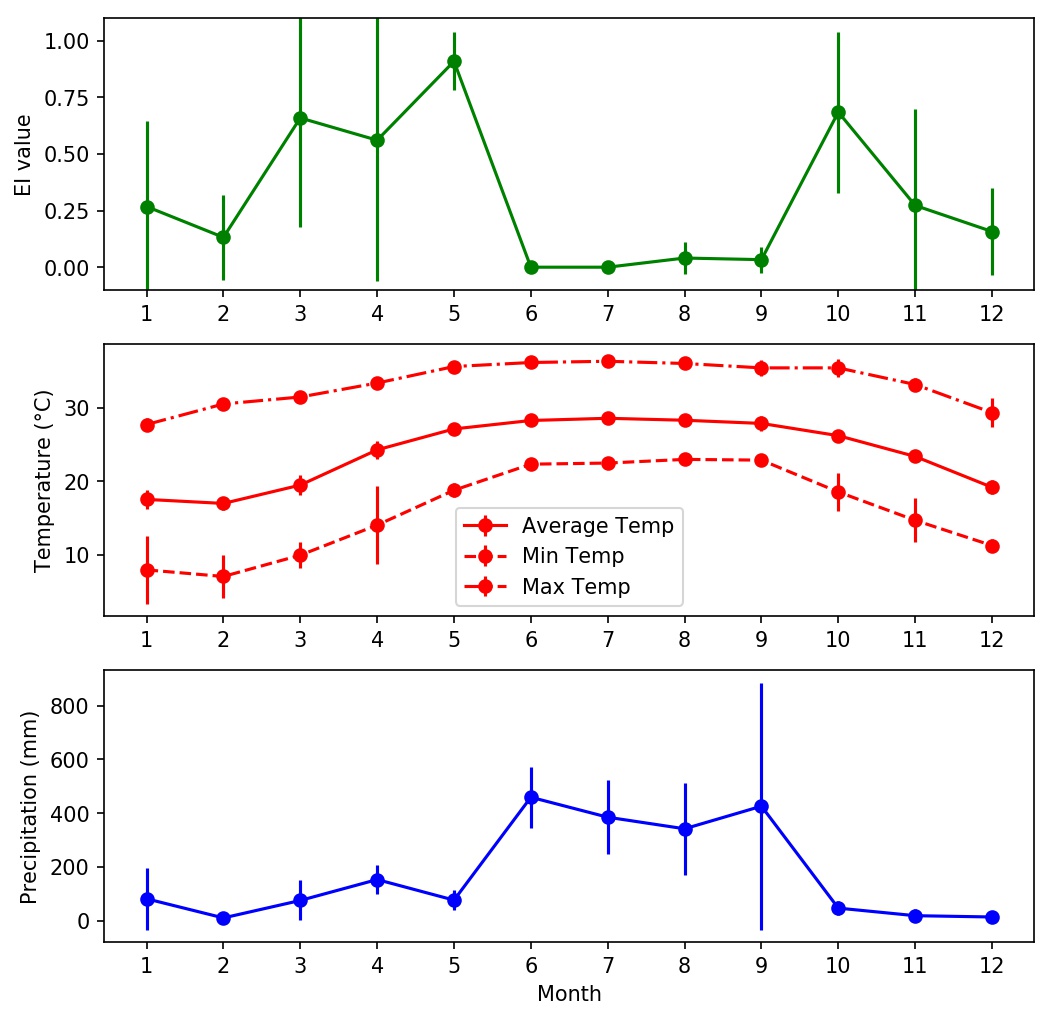 EI value
1.00
0.75
0.50
0.25
0.00
1 2 3 4 5 6 7 8 9 10 11 12
Temperature (°C)
30
20
10
Average Temp
Min Temp
Max Temp
1 2 3 4 5 6 7 8 9 10 11 12
Precipitation (mm)
800
600
400
200
0
1 2 3 4 5 6 7 8 9 10 11 12
Month